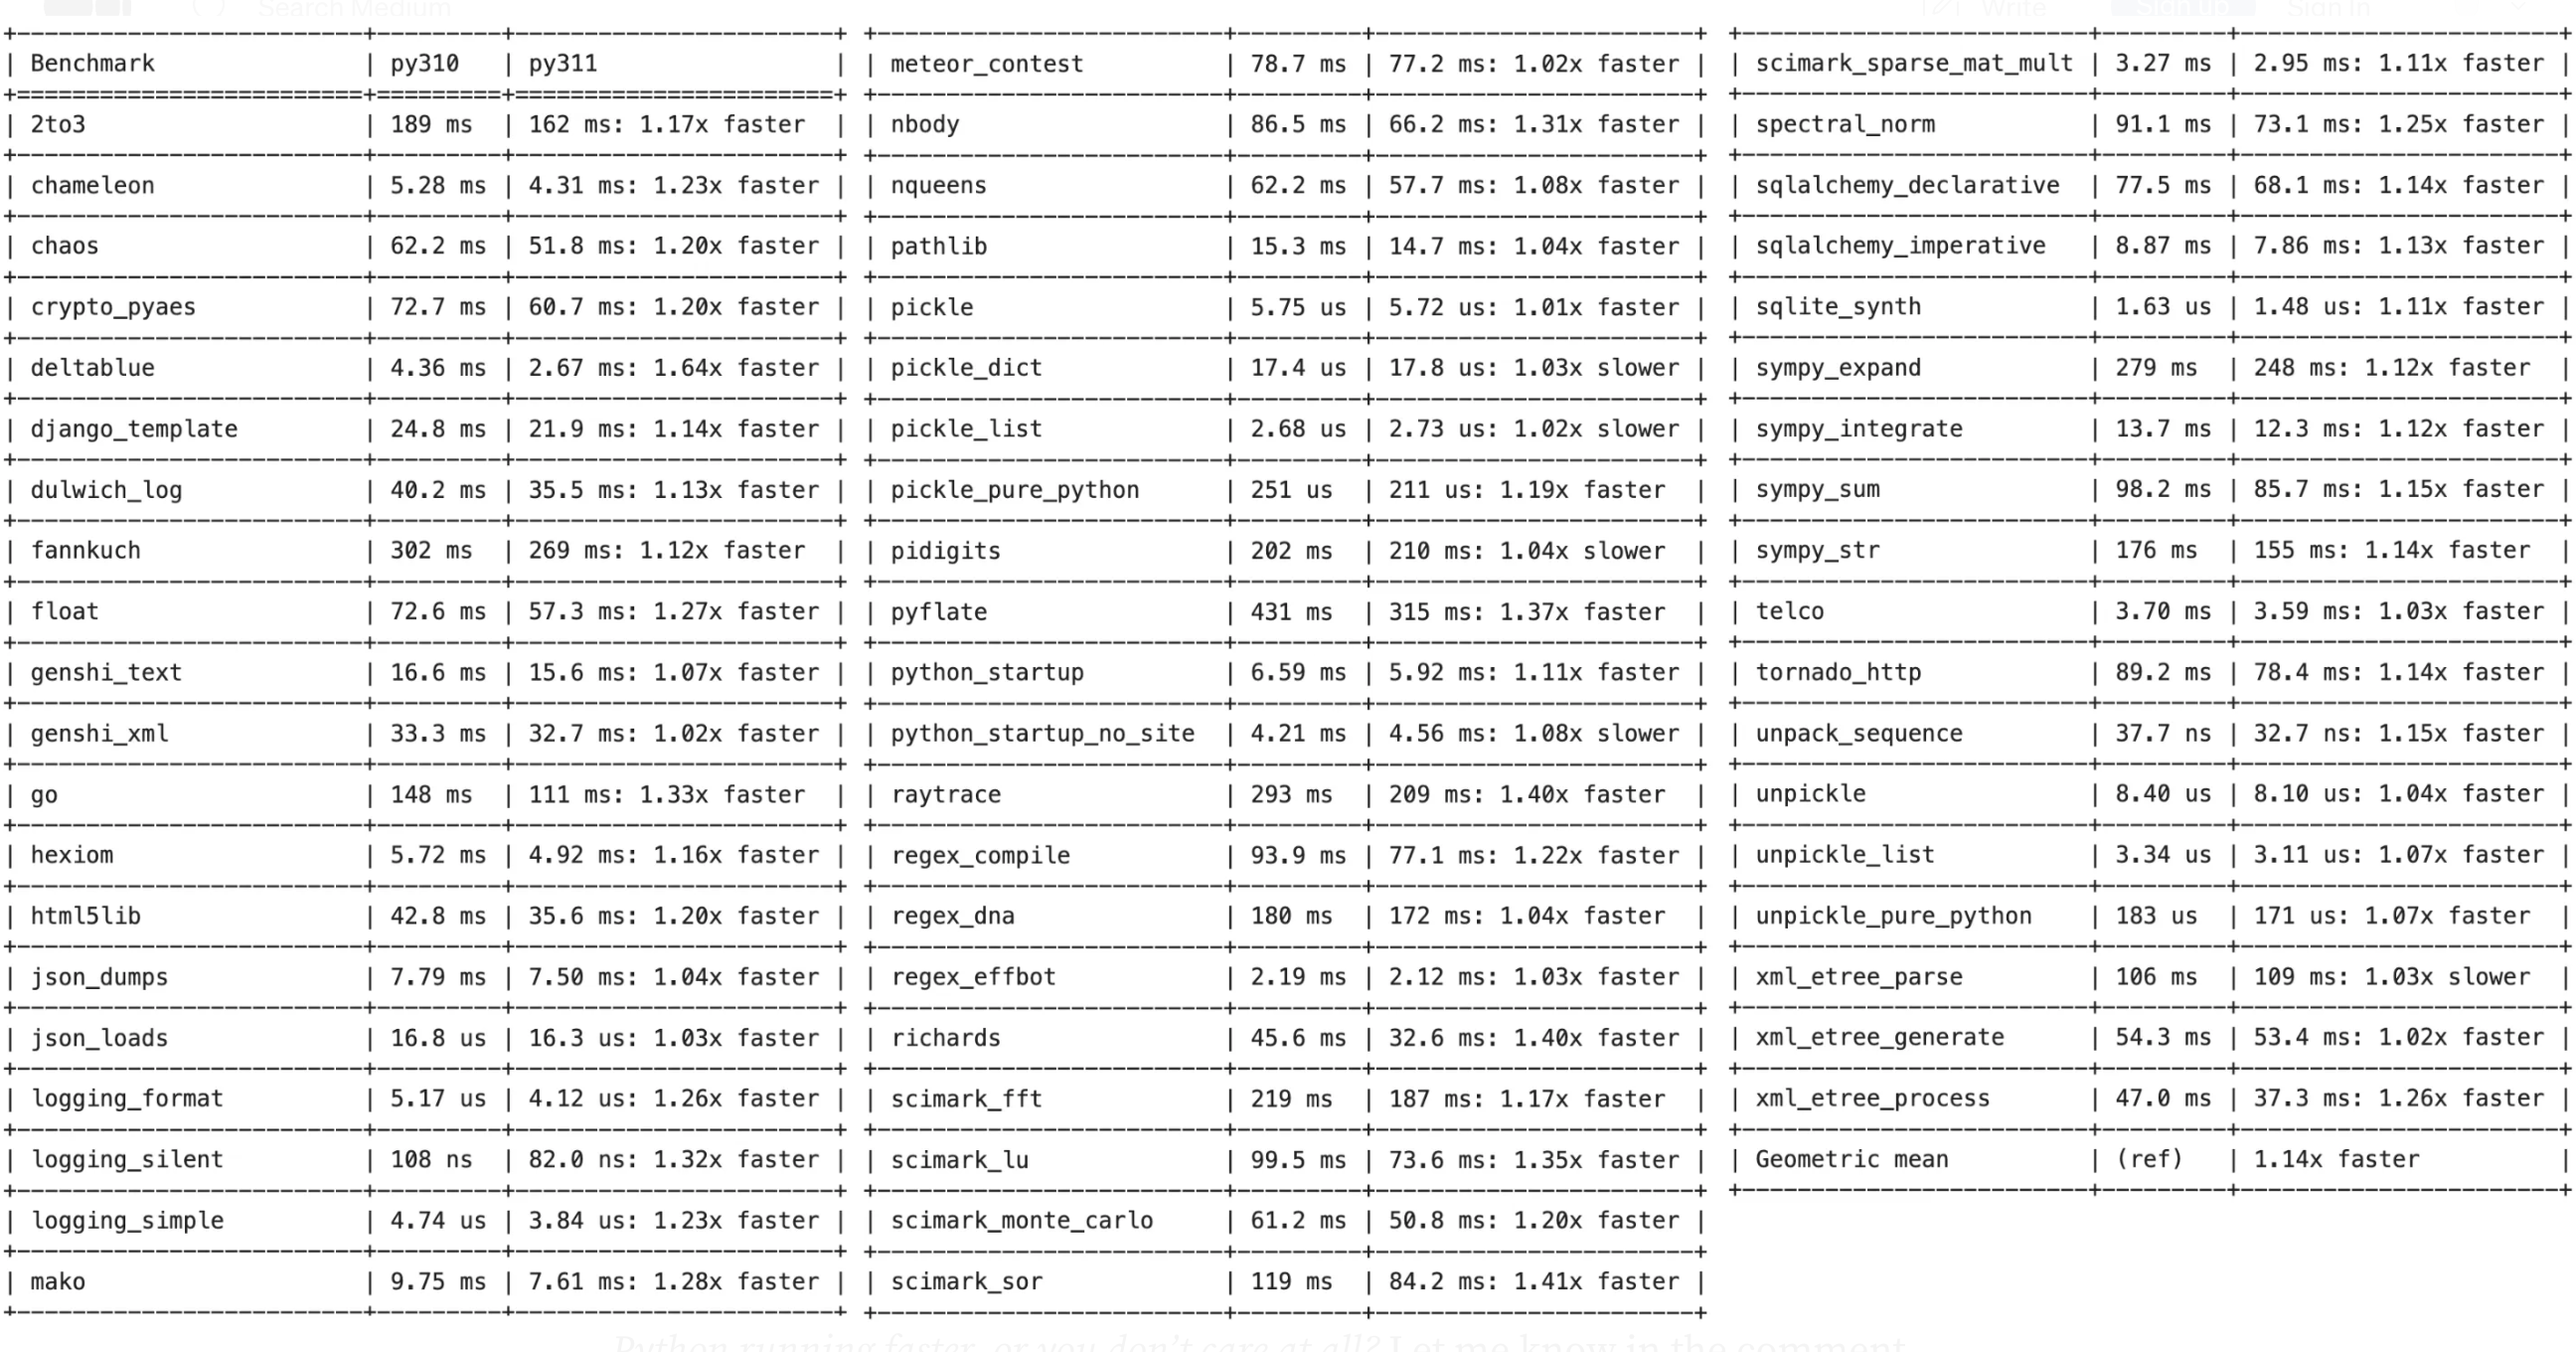 Search Medium
Write
Sign up
Sign In
| Benchmark | py310 | py311 |
| 2to3 | 189 ms | 162 ms: 1.17x faster |
| chameleon | 5.28 ms | 4.31 ms: 1.23x faster |
| chaos | 62.2 ms | 51.8 ms: 1.20x faster |
| crypto_pyaes | 72.7 ms | 60.7 ms: 1.20x faster |
| deltablue | 4.36 ms | 2.67 ms: 1.64x faster |
| django_template | 24.8 ms | 21.9 ms: 1.14x faster |
| dulwich_log | 40.2 ms | 35.5 ms: 1.13x faster |
| fannkuch | 302 ms | 269 ms: 1.12x faster |
| float | 72.6 ms | 57.3 ms: 1.27x faster |
| genshi_text | 16.6 ms | 15.6 ms: 1.07x faster |
| genshi_xml | 33.3 ms | 32.7 ms: 1.02x faster |
| go | 148 ms | 111 ms: 1.33x faster |
| hexiom | 5.72 ms | 4.92 ms: 1.16x faster |
| html5lib | 42.8 ms | 35.6 ms: 1.20x faster |
| json_dumps | 7.79 ms | 7.50 ms: 1.04x faster |
| json_loads | 16.8 us | 16.3 us: 1.03x faster |
| logging_format | 5.17 us | 4.12 us: 1.26x faster |
| logging_silent | 108 ns | 82.0 ns: 1.32x faster |
| logging_simple | 4.74 us | 3.84 us: 1.23x faster |
| mako | 9.75 ms | 7.61 ms: 1.28x faster |
| meteor_contest | 78.7 ms | 77.2 ms: 1.02x faster |
| nbody | 86.5 ms | 66.2 ms: 1.31x faster |
| nqueens | 62.2 ms | 57.7 ms: 1.08x faster |
| pathlib | 15.3 ms | 14.7 ms: 1.04x faster |
| pickle | 5.75 us | 5.72 us: 1.01x faster |
| pickle_dict | 17.4 us | 17.8 us: 1.03x slower |
| pickle_list | 2.68 us | 2.73 us: 1.02x slower |
| pickle_pure_python | 251 us | 211 us: 1.19x faster |
| pidigits | 202 ms | 210 ms: 1.04x slower |
| pyflate | 431 ms | 315 ms: 1.37x faster |
| python_startup | 6.59 ms | 5.92 ms: 1.11x faster |
| python_startup_no_site | 4.21 ms | 4.56 ms: 1.08x slower |
| raytrace | 293 ms | 209 ms: 1.40x faster |
| regex_compile | 93.9 ms | 77.1 ms: 1.22x faster |
| regex_dna | 180 ms | 172 ms: 1.04x faster |
| regex_effbot | 2.19 ms | 2.12 ms: 1.03x faster |
| richards | 45.6 ms | 32.6 ms: 1.40x faster |
| scimark_fft | 219 ms | 187 ms: 1.17x faster |
| scimark_lu | 99.5 ms | 73.6 ms: 1.35x faster |
| scimark_monte_carlo | 61.2 ms | 50.8 ms: 1.20x faster |
| scimark_sor | 119 ms | 84.2 ms: 1.41x faster |
| scimark_sparse_mat_mult | 3.27 ms | 2.95 ms: 1.11x faster |
| spectral_norm | 91.1 ms | 73.1 ms: 1.25x faster |
| sqlalchemy_declarative | 77.5 ms | 68.1 ms: 1.14x faster |
| sqlalchemy_imperative | 8.87 ms | 7.86 ms: 1.13x faster |
| sqlite_synth | 1.63 us | 1.48 us: 1.11x faster |
| sympy_expand | 279 ms | 248 ms: 1.12x faster |
| sympy_integrate | 13.7 ms | 12.3 ms: 1.12x faster |
| sympy_sum | 98.2 ms | 85.7 ms: 1.15x faster |
| sympy_str | 176 ms | 155 ms: 1.14x faster |
| telco | 3.70 ms | 3.59 ms: 1.03x faster |
| tornado_http | 89.2 ms | 78.4 ms: 1.14x faster |
| unpack_sequence | 37.7 ns | 32.7 ns: 1.15x faster |
| unpickle | 8.40 us | 8.10 us: 1.04x faster |
| unpickle_list | 3.34 us | 3.11 us: 1.07x faster |
| unpickle_pure_python | 183 us | 171 us: 1.07x faster |
| xml_etree_parse | 106 ms | 109 ms: 1.03x slower |
| xml_etree_generate | 54.3 ms | 53.4 ms: 1.02x faster |
| xml_etree_process | 47.0 ms | 37.3 ms: 1.26x faster |
| Geometric mean | (ref) | 1.14x faster |
Python running faster, or you don't care at all? Let me know in the comment